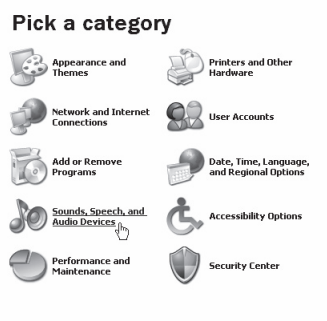 Pick a category
Appearance and
Themes
Printers and Other
Hardware
Network and Internet
Connections
User Accounts
Add or Remove
Programs
Date, Time, Language,
and Regional Options
Sounds, Speech, and
Audio Devices
Accessibility Options
Performance and
Maintenance
Security Center